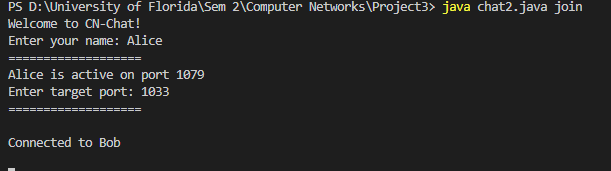 PS D:\University of Florida\Sem 2\Computer Networks\Project3> java chat2.java join
Welcome to CN-Chat!
Enter your name: Alice
===================
Alice is active on port 1079
Enter target port: 1033
===================
Connected to Bob